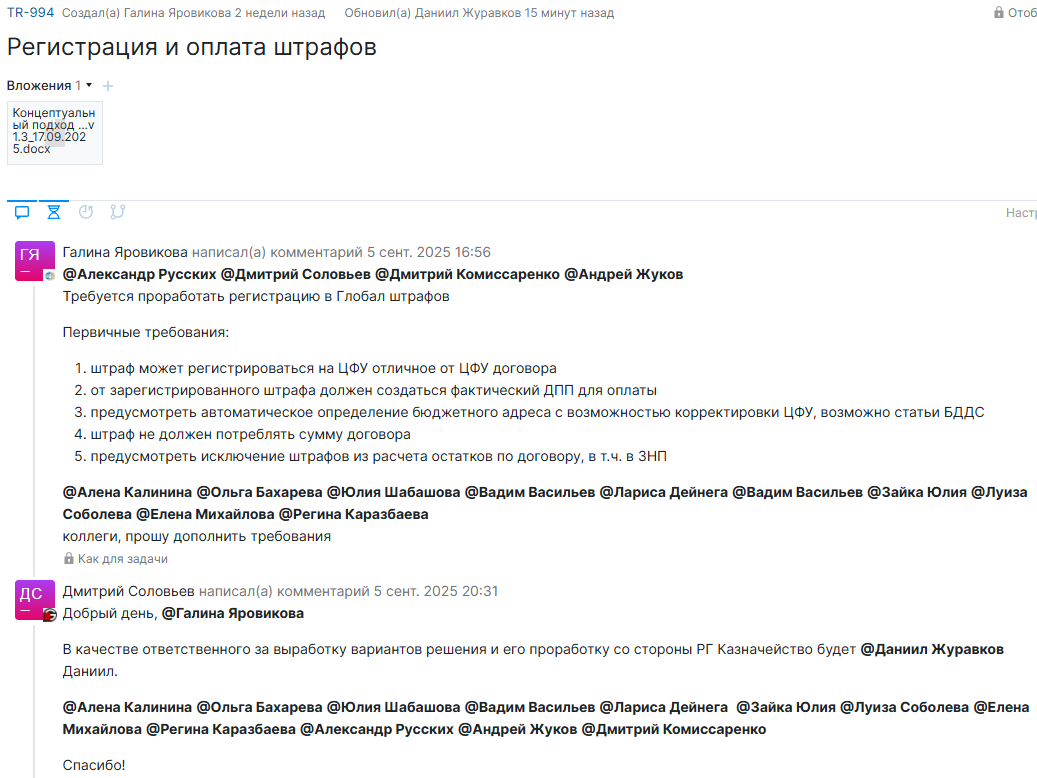 TR-994 Создал(а) Галина Яровикова 2 недели назад Обновил(а) Даниил Журавков 15 минут назад Отоб
Регистрация и оплата штрафов
Вложения 1
Концептуальн
ый подход ...v
1.3_17.09.202
5.docx
Наст
ГЯ
Галина Яровикова написал(а) комментарий 5 сент. 2025 16:56
@Александр Русских @Дмитрий Соловьев @Дмитрий Комиссаренко @Андрей Жуков
Требуется проработать регистрацию в Глобал штрафов
Первичные требования:
1. штраф может регистрироваться на ЦФУ отличное от ЦФУ договора
2. от зарегистрированного штрафа должен создаться фактический ДПП для оплаты
3. предусмотреть автоматическое определение бюджетного адреса с возможностью корректировки ЦФУ, возможно статьи БДДС
4. штраф не должен потреблять сумму договора
5. предусмотреть исключение штрафов из расчета остатков по договору, в т.ч. в ЗНП
@Алена Калинина @Ольга Бахарева @Юлия Шабашова @Вадим Васильев @Лариса Дейнега @Вадим Васильев @Зайка Юлия @Луиза
Соболева @Елена Михайлова @Регина Каразбаева
коллеги, прошу дополнить требования
Как для задачи
ДС
Дмитрий Соловьев написал(а) комментарий 5 сент. 2025 20:31
Добрый день, @Галина Яровикова
В качестве ответственного за выработку вариантов решения и его проработку со стороны РГ Казначейство будет @Даниил Журавков
Даниил.
@Алена Калинина @Ольга Бахарева @Юлия Шабашова @Вадим Васильев @Лариса Дейнега @Зайка Юлия @Луиза Соболева @Елена
Михайлова @Регина Каразбаева @Александр Русских @Андрей Жуков @Дмитрий Комиссаренко
Спасибо!